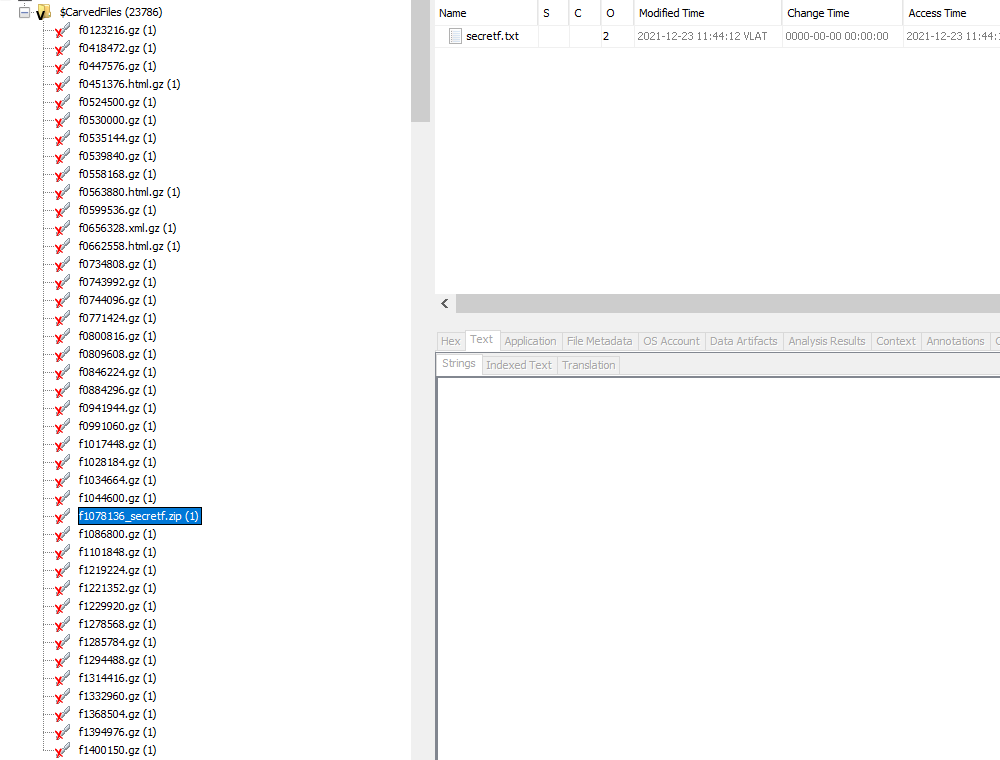 $CarvedFiles (23786)
f0123216.gz (1)
f0418472.gz (1)
f0447576.gz (1)
f0451376.html.gz (1)
f0524500.gz (1)
f0530000.gz (1)
f0535144.gz (1)
f0539840.gz (1)
f0558168.gz (1)
f0563880.html.gz (1)
f0599536.gz (1)
f0656328.xml.gz (1)
f0662558.html.gz (1)
f0734808.gz (1)
f0743992.gz (1)
f0744096.gz (1)
f0771424.gz (1)
f0800816.gz (1)
f0809608.gz (1)
f0846224.gz (1)
f0884296.gz (1)
f0941944.gz (1)
f0991060.gz (1)
f1017448.gz (1)
f1028184.gz (1)
f1034664.gz (1)
f1044600.gz (1)
f1078136_secretf.zip (1)
f1086800.gz (1)
f1101848.gz (1)
f1219224.gz (1)
f1221352.gz (1)
f1229920.gz (1)
f1278568.gz (1)
f1285784.gz (1)
f1294488.gz (1)
f1314416.gz (1)
f1332960.gz (1)
f1368504.gz (1)
f1394976.gz (1)
f1400150.gz (1)
Name S C O Modified Time Change Time Access Time
secretf.txt 2 2021-12-23 11:44:12 VLAT 0000-00-00 00:00:00 2021-12-23 11:44:
Hex Text Application File Metadata OS Account Data Artifacts Analysis Results Context Annotations
Strings Indexed Text Translation